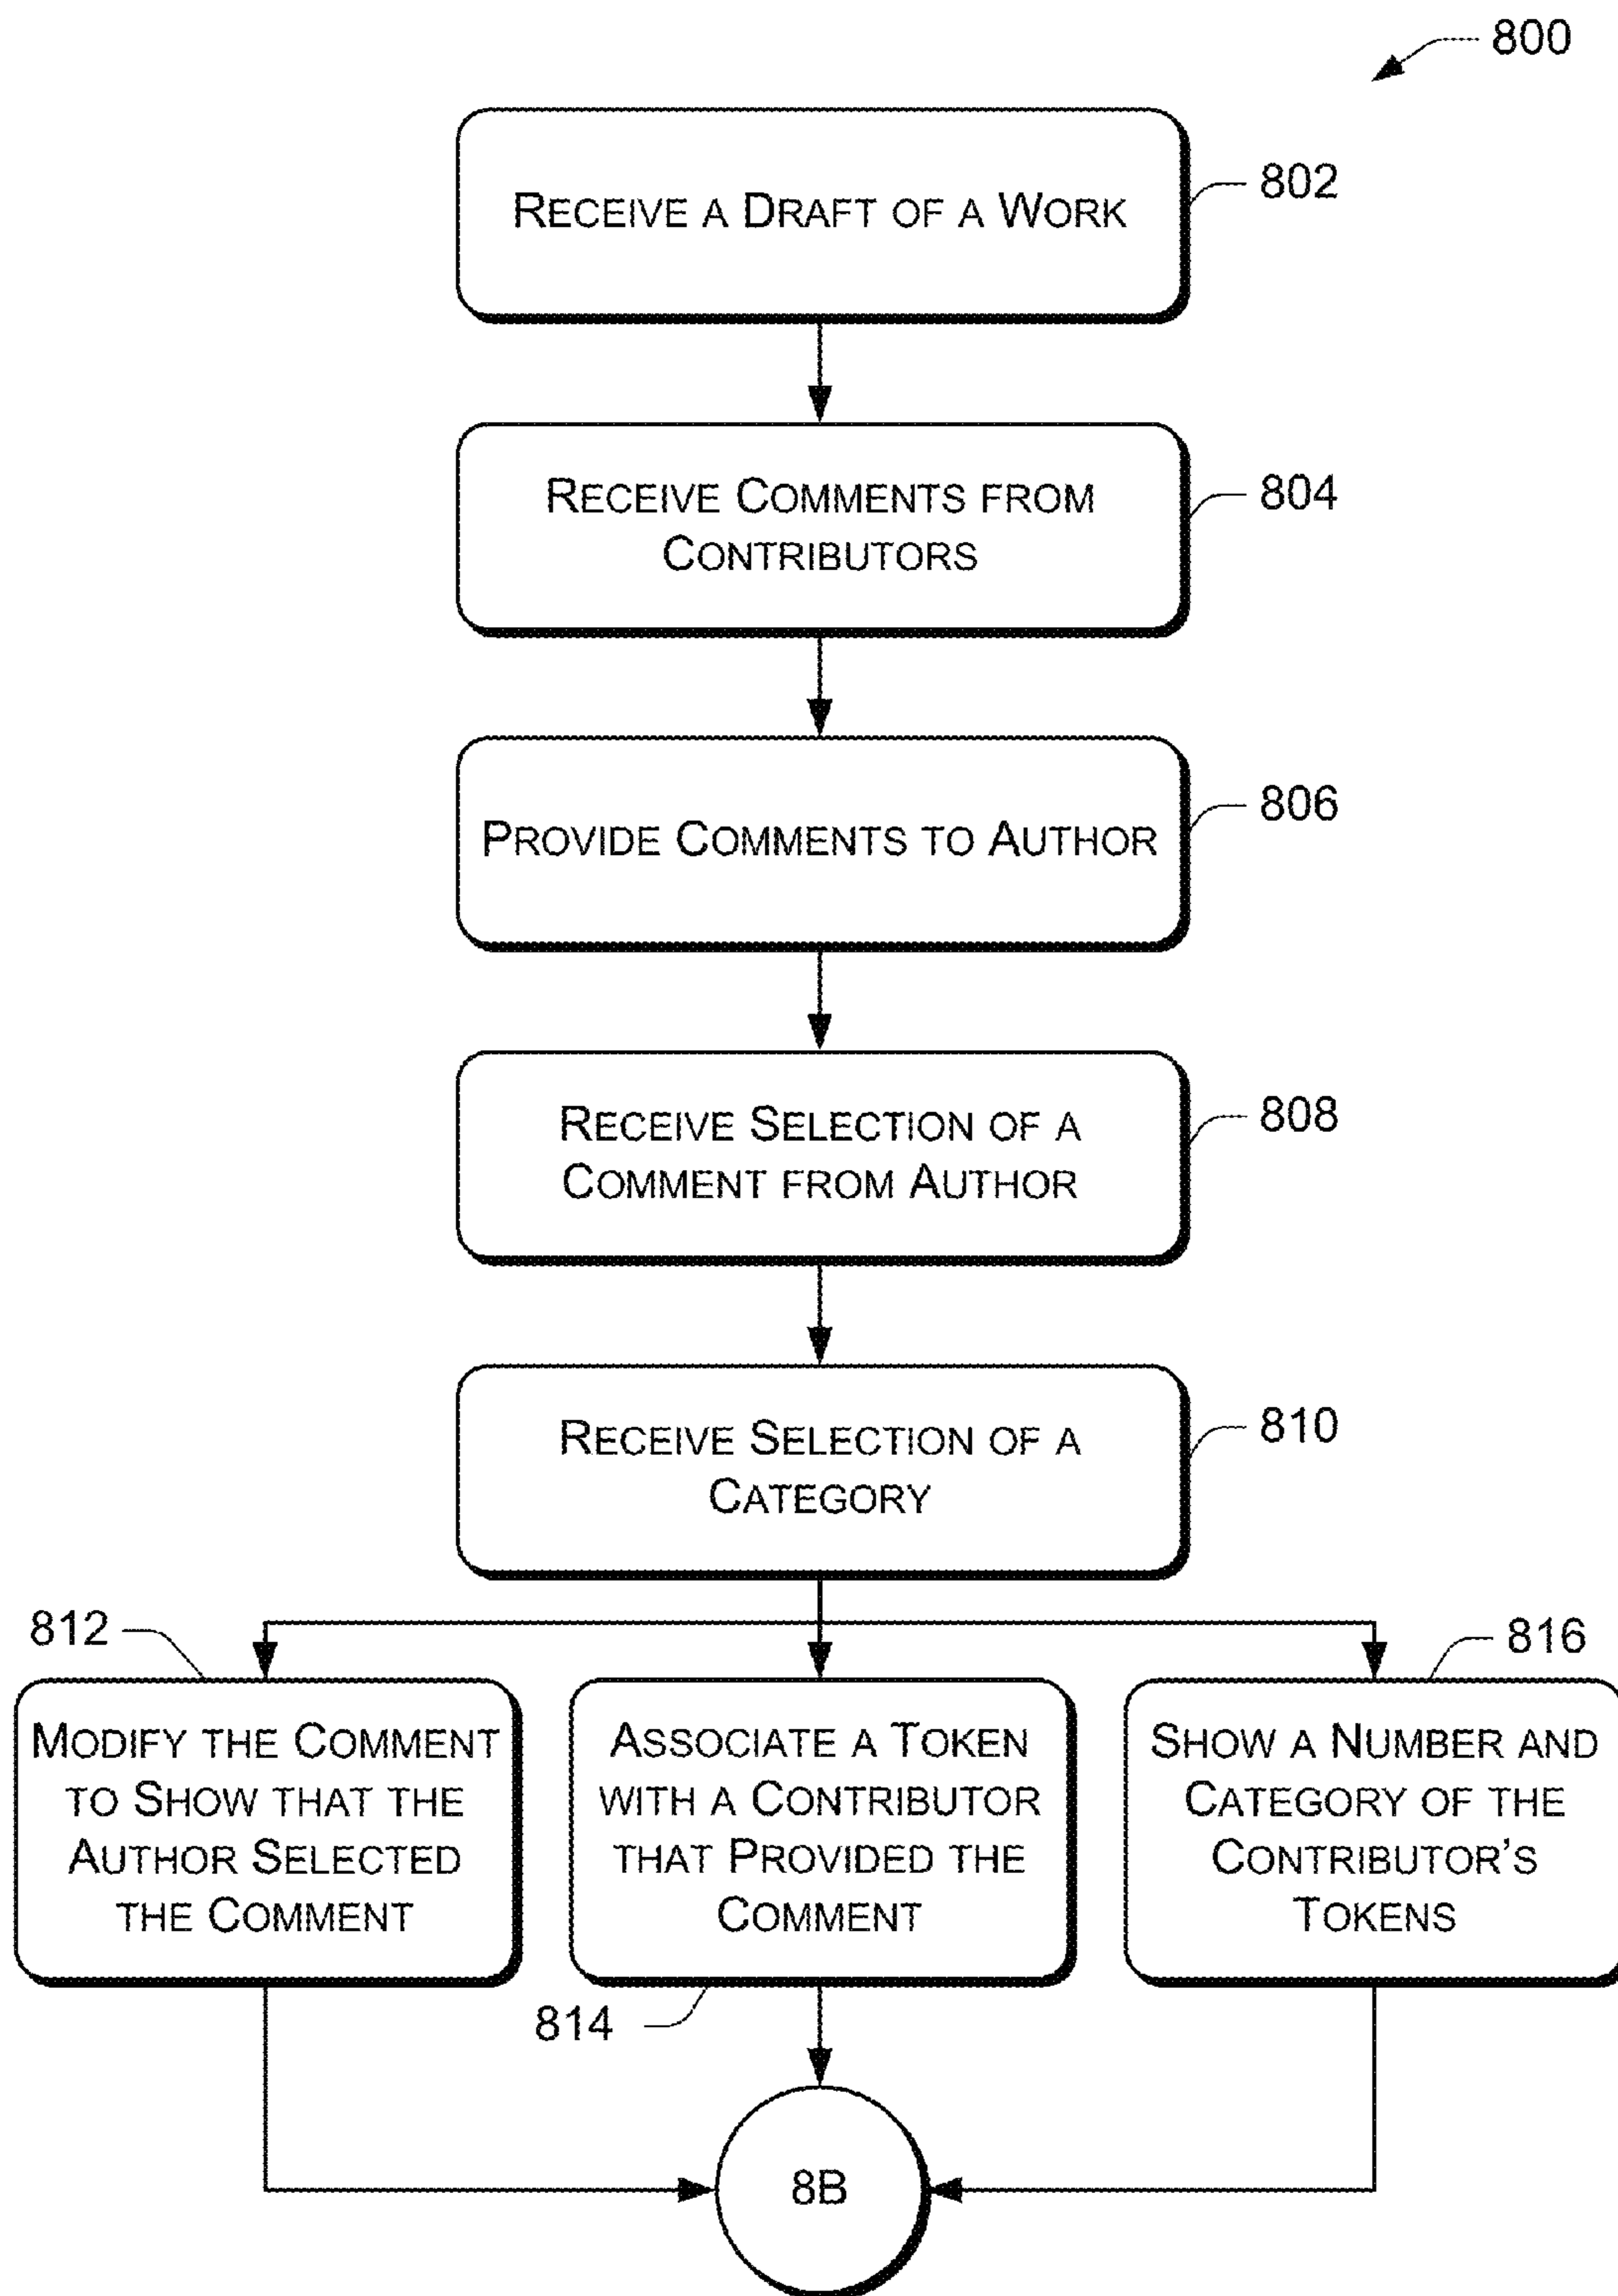 800
RECEIVE A DRAFT OF A WORK
802
RECEIVE COMMENTS FROM
CONTRIBUTORS
804
PROVIDE COMMENTS TO AUTHOR
806
RECEIVE SELECTION OF A
COMMENT FROM AUTHOR
808
RECEIVE SELECTION OF A
CATEGORY
810
812
MODIFY THE COMMENT
TO SHOW THAT THE
AUTHOR SELECTED
THE COMMENT
ASSOCIATE A TOKEN
WITH A CONTRIBUTOR
THAT PROVIDED THE
COMMENT
814
816
SHOW A NUMBER AND
CATEGORY OF THE
CONTRIBUTOR'S
TOKENS
8B